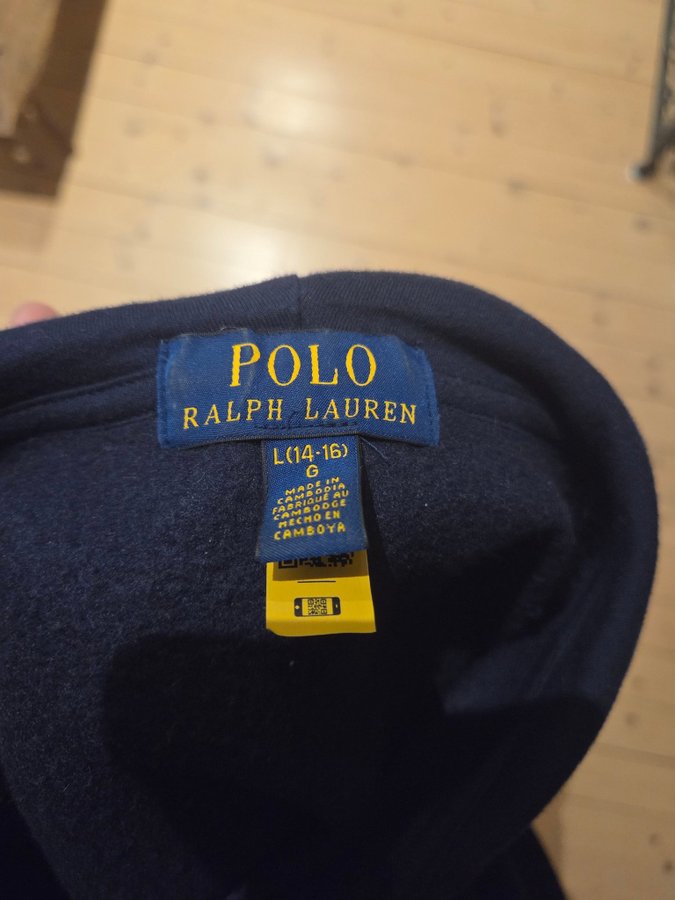 POLO
RALPH LAUREN
L(14-16)
G
MADE IN
CAMBODIA
FABRIQUÉ AU
CAMBODGE
HECHO EN
CAMBOYA